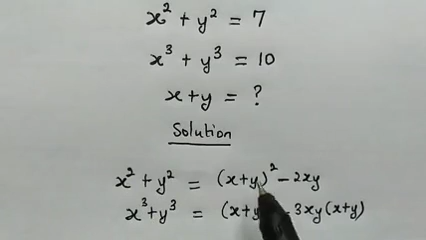 x² + y² = 7
x³ + y³ = 10
x + y = ?
Solution
x² + y² = (x+y)² - 2xy
x³ + y³ = (x+y - 3xy(x+y)